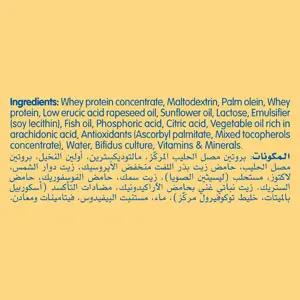 Ingredients: Whey protein concentrate, Maltodextrin, Palm olein, Whey
protein, Low erucic acid rapeseed oil, Sunflower oil, Lactose, Emulsifier
(soy lecithin), Fish oil, Phosphoric acid, Citric acid, Vegetable oil rich in
arachidonic acid, Antioxidants (Ascorbyl palmitate, Mixed tocopherols
concentrate), Water, Bifidus culture, Vitamins & Minerals.
المكونات: بروتين مصل الحليب المركّز، مالتوديكسترين، أولين النخيل، بروتين
مصل الحليب، زيت بذر اللفت منخفض الايروسيك، زيت دوار الشمس،
لاكتوز، مستحلب (ليسيتين الصويا)، زيت سمك، حامض الفوسفوريك، حامض
الستريك، زيت نباتي غني بحامض الأراكيدونيك، مضادات التأكسد (أسكوربيل
بالميتات، خليط توكوفيرول مركز)، ماء، مستنبت البيفيدوس، فيتامينات ومعادن.